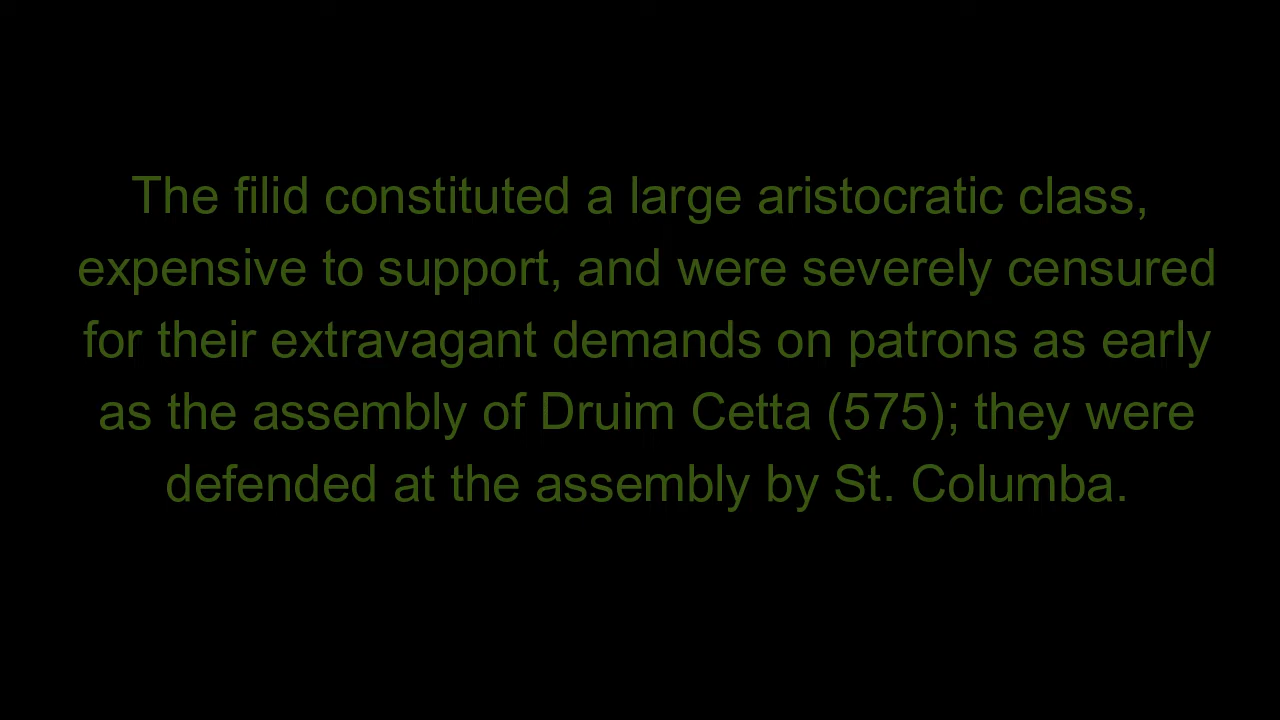 The filid constituted a large aristocratic class,
expensive to support, and were severely censured
for their extravagant demands on patrons as early
as the assembly of Druim Cetta (575); they were
defended at the assembly by St. Columba.